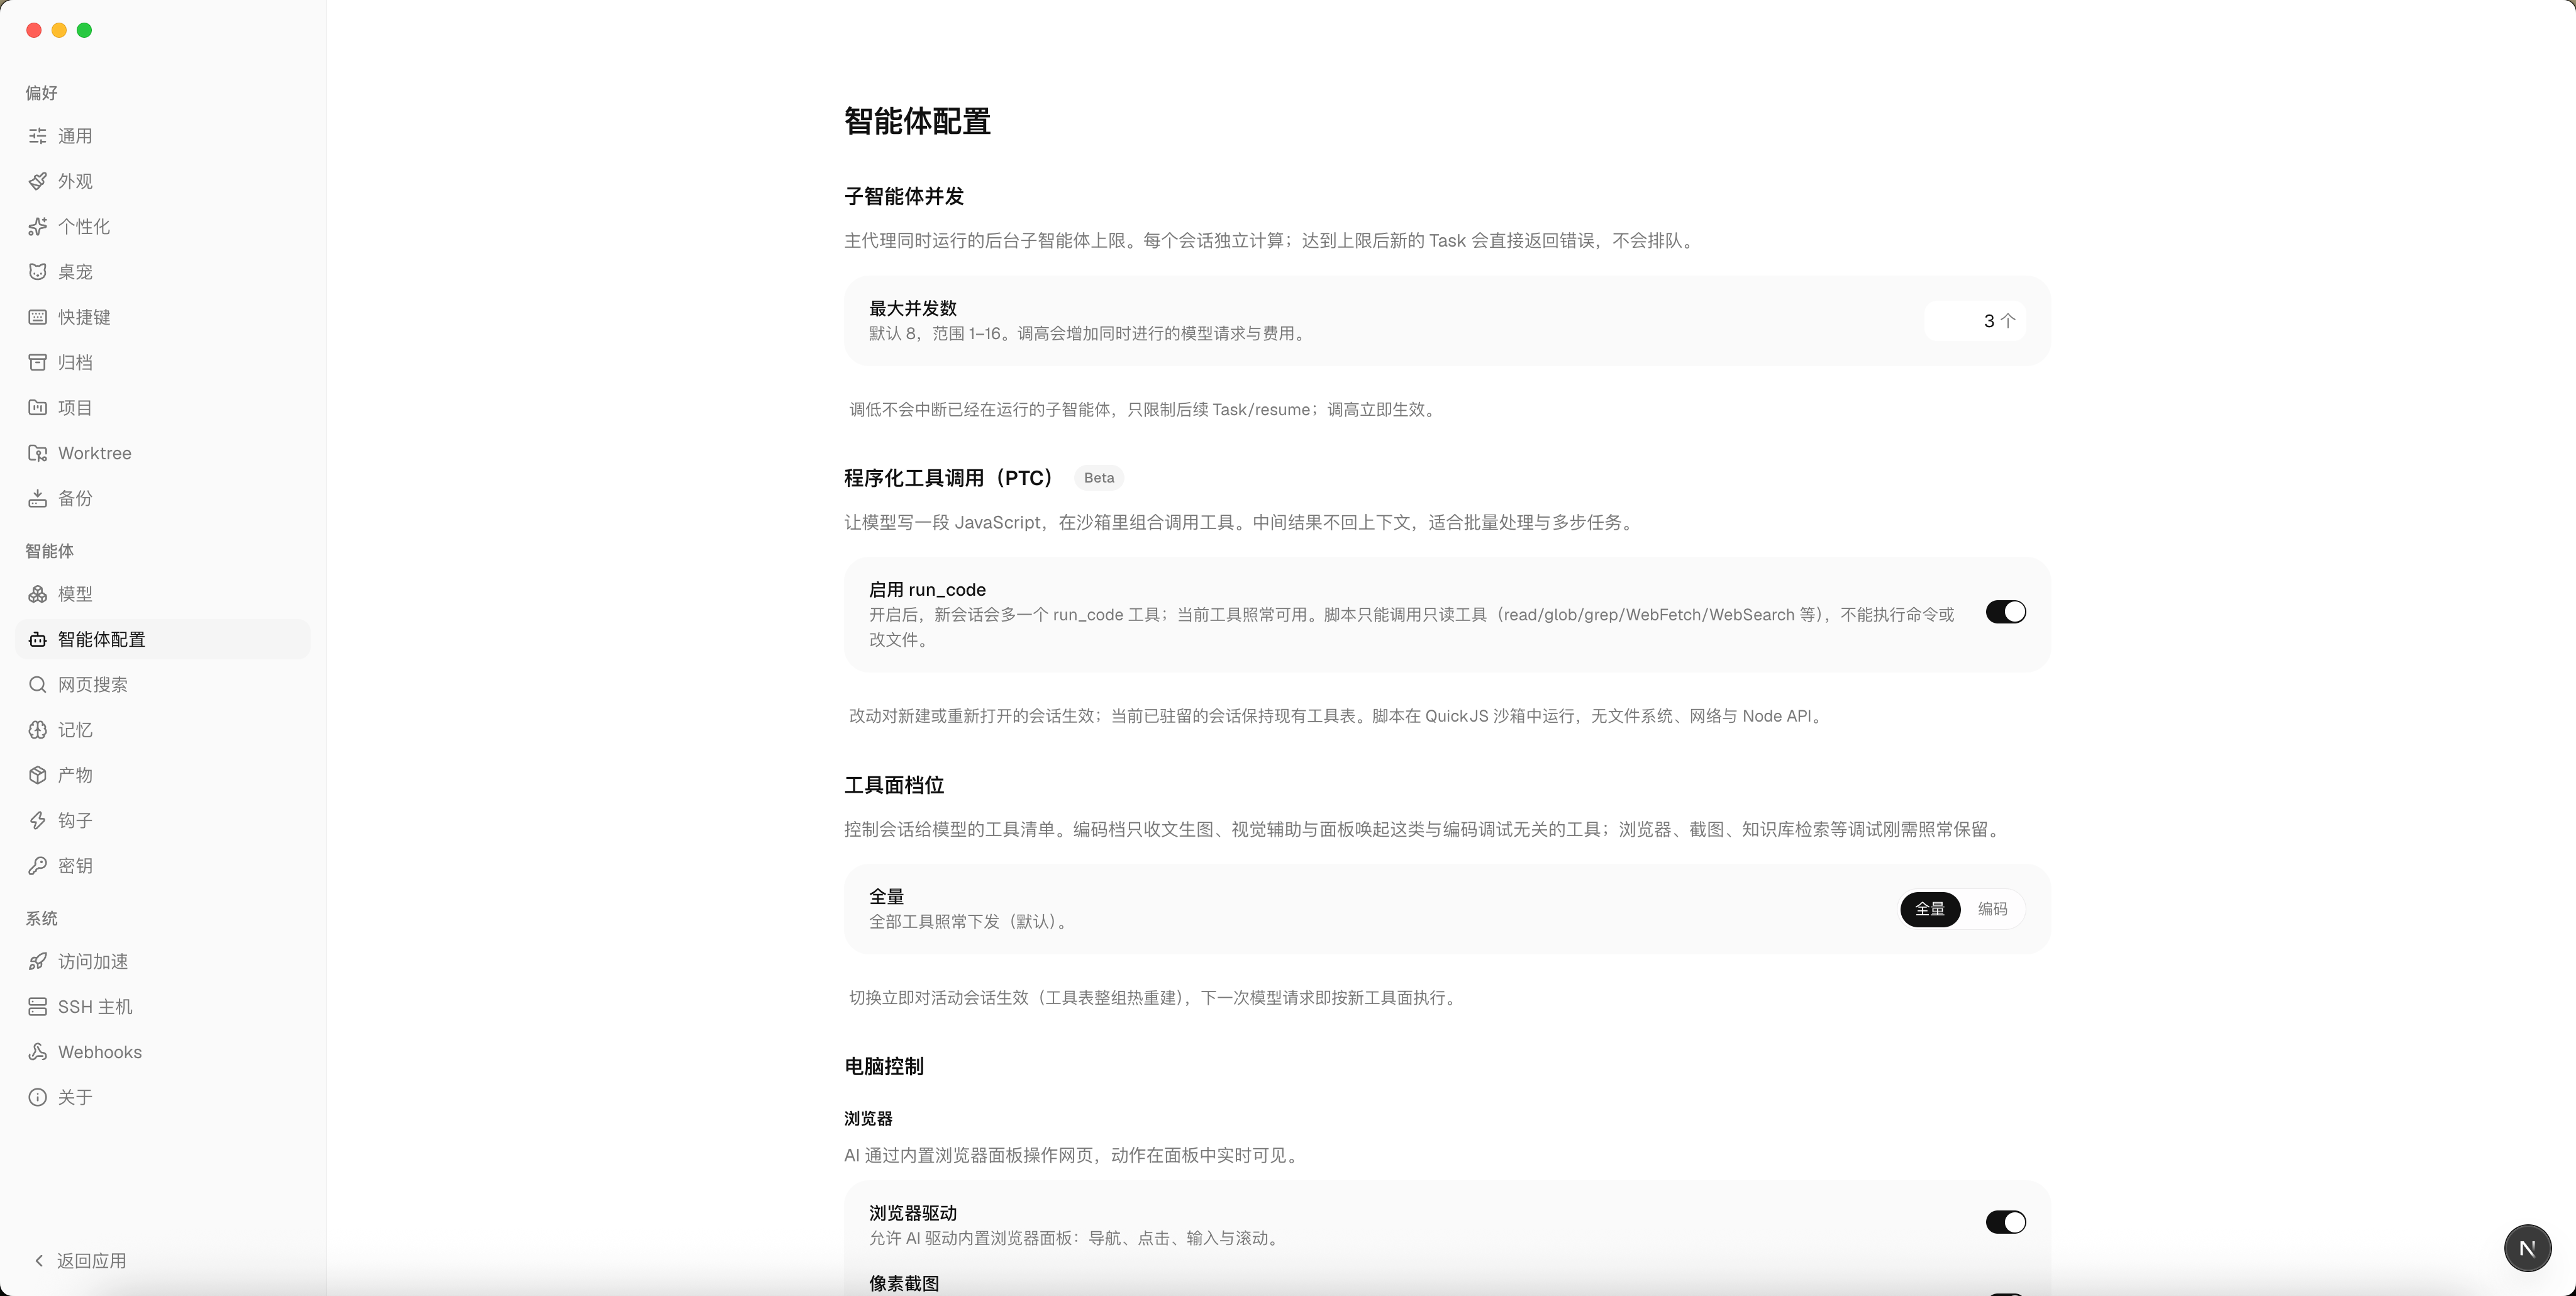 偏好
通用
外观
个性化
桌宠
快捷键
归档
项目
Worktree
备份
智能体
模型
智能体配置
网页搜索
记忆
产物
钩子
密钥
系统
访问加速
SSH 主机
Webhooks
关于
返回应用
智能体配置
子智能体并发
主代理同时运行的后台子智能体上限。每个会话独立计算；达到上限后新的 Task 会直接返回错误，不会排队。
最大并发数
默认 8，范围 1–16。调高会增加同时进行的模型请求与费用。
3 个
调低不会中断已经在运行的子智能体，只限制后续 Task/resume；调高立即生效。
程序化工具调用（PTC） Beta
让模型写一段 JavaScript，在沙箱里组合调用工具。中间结果不回上下文，适合批量处理与多步任务。
启用 run_code
开启后，新会话会多一个 run_code 工具；当前工具照常可用。脚本只能调用只读工具（read/glob/grep/WebFetch/WebSearch 等），不能执行命令或
改文件。
改动对新建或重新打开的会话生效；当前已驻留的会话保持现有工具表。脚本在 QuickJS 沙箱中运行，无文件系统、网络与 Node API。
工具面档位
控制会话给模型的工具清单。编码档只收文生图、视觉辅助与面板唤起这类与编码调试无关的工具；浏览器、截图、知识库检索等调试刚需照常保留。
全量
全部工具照常下发（默认）。
全量 编码
切换立即对活动会话生效（工具表整组热重建），下一次模型请求即按新工具面执行。
电脑控制
浏览器
AI 通过内置浏览器面板操作网页，动作在面板中实时可见。
浏览器驱动
允许 AI 驱动内置浏览器面板：导航、点击、输入与滚动。
像素截图
N